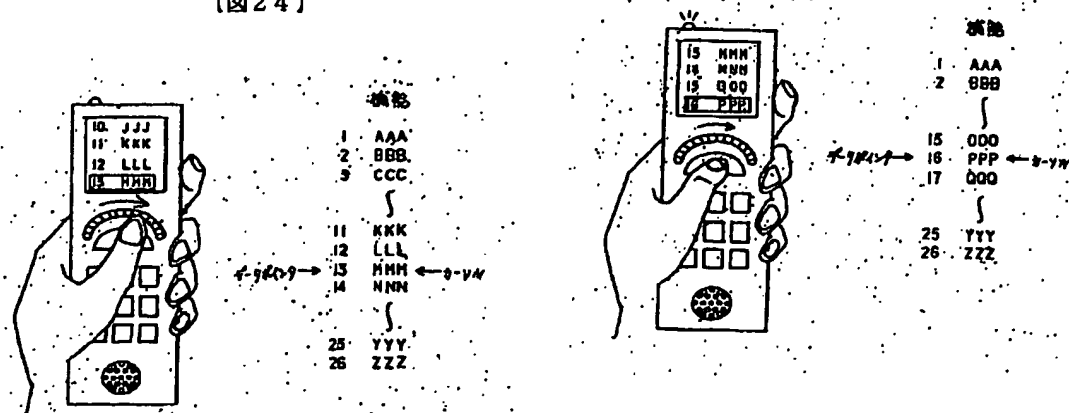 【図24】
10. JJJ
11 KKK
12 LLL
13 MMM
機能
1 AAA
2 BBB
3 CCC
11 KKK
12 LLL
データポインタ → 13 MMM ← カーソル
14 NNN
25 YYY
26 ZZZ
13 MMM
14 NNN
15 OOO
16 PPP
機能
1 AAA
2 BBB
15 OOO
データポインタ → 16 PPP ← カーソル
17 QQQ
25 YYY
26 ZZZ